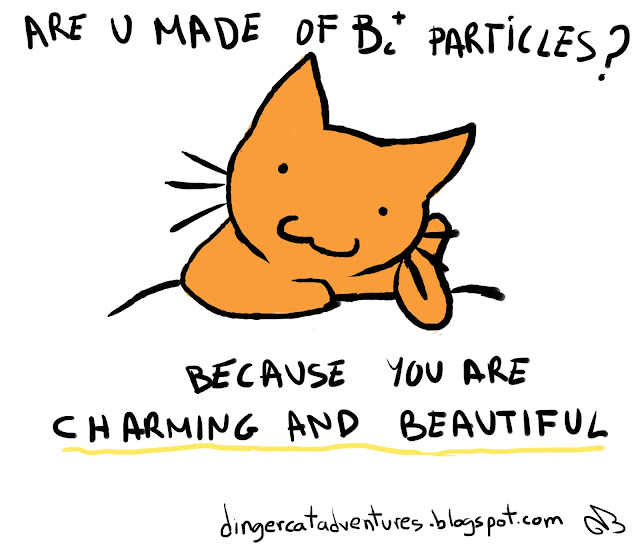 ARE U MADE OF Bc+ PARTiCLES?
BECAUSE YOU ARE
CHARMING AND BEAUTIFUL
dingercatadventures.blogspot.com